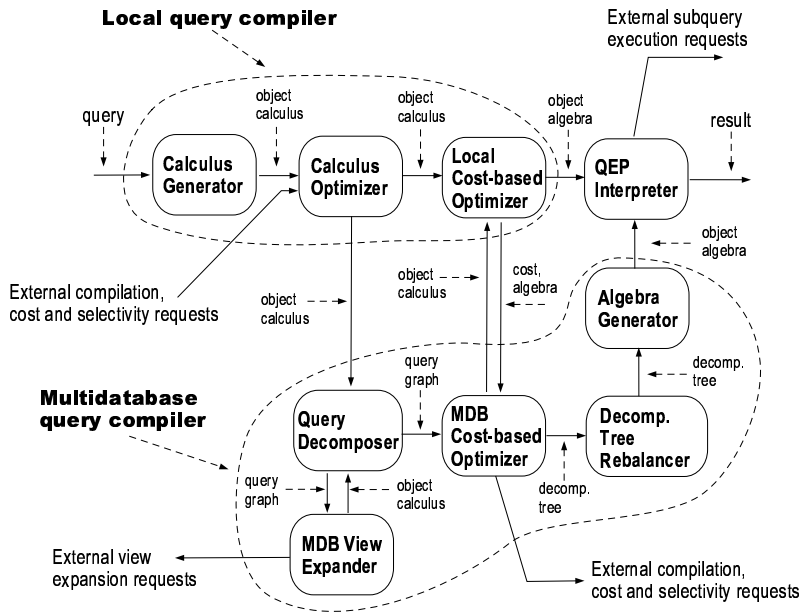 Local query compiler
External subquery
execution requests
query
object
calculus
object
calculus
object
algebra
result
Calculus
Generator
Calculus
Optimizer
Local
Cost-based
Optimizer
QEP
Interpreter
object
algebra
External compilation,
cost and selectivity requests
object
calculus
object
calculus
cost,
algebra
Algebra
Generator
decomp.
tree
Multidatabase
query compiler
query
graph
Query
Decomposer
MDB
Cost-based
Optimizer
Decomp.
Tree
Rebalancer
query
graph
object
calculus
decomp.
tree
MDB View
Expander
External view
expansion requests
External compilation,
cost and selectivity requests